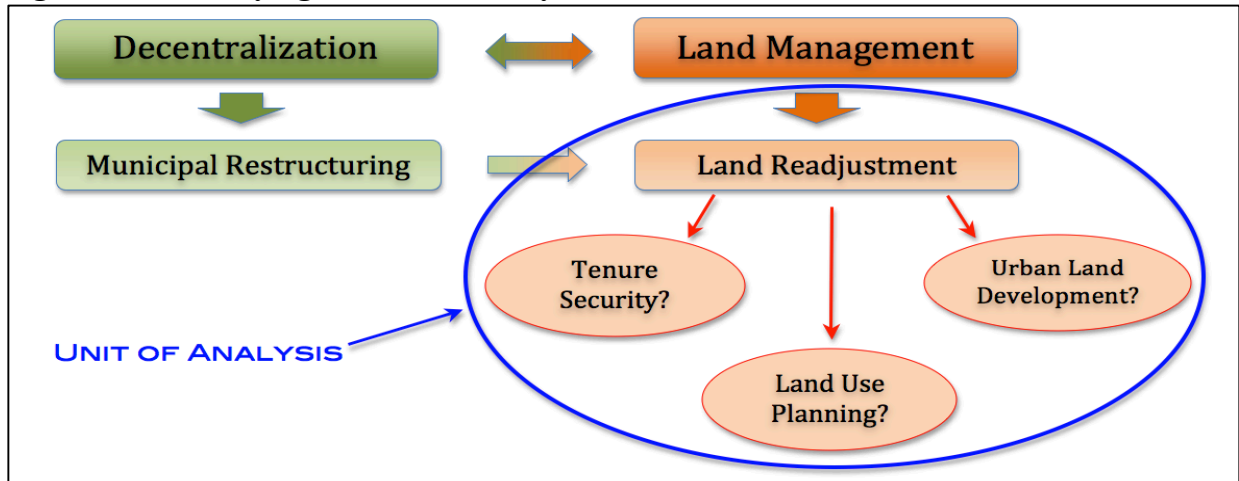 Decentralization
Land Management
Municipal Restructuring
Land Readjustment
Tenure
Security?
Urban Land
Development?
UNIT OF ANALYSIS
Land Use
Planning?